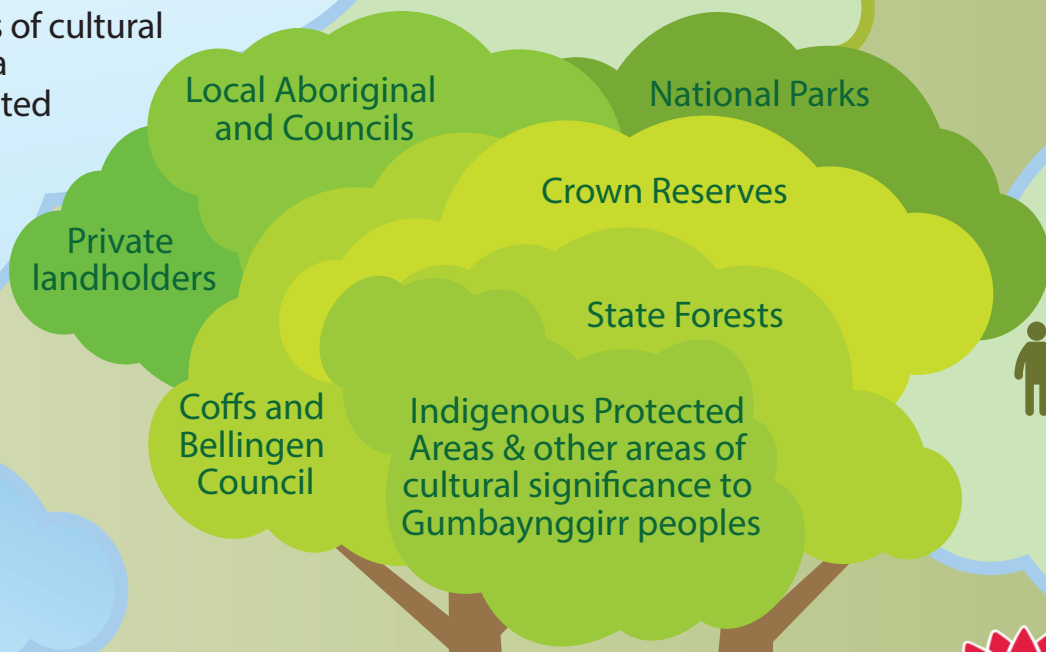 s of cultural
a
ted
Local Aboriginal
and Councils
National Parks
Crown Reserves
Private
landholders
State Forests
Coffs and
Bellingen
Council
Indigenous Protected
Areas & other areas of
cultural significance to
Gumbaynggirr peoples